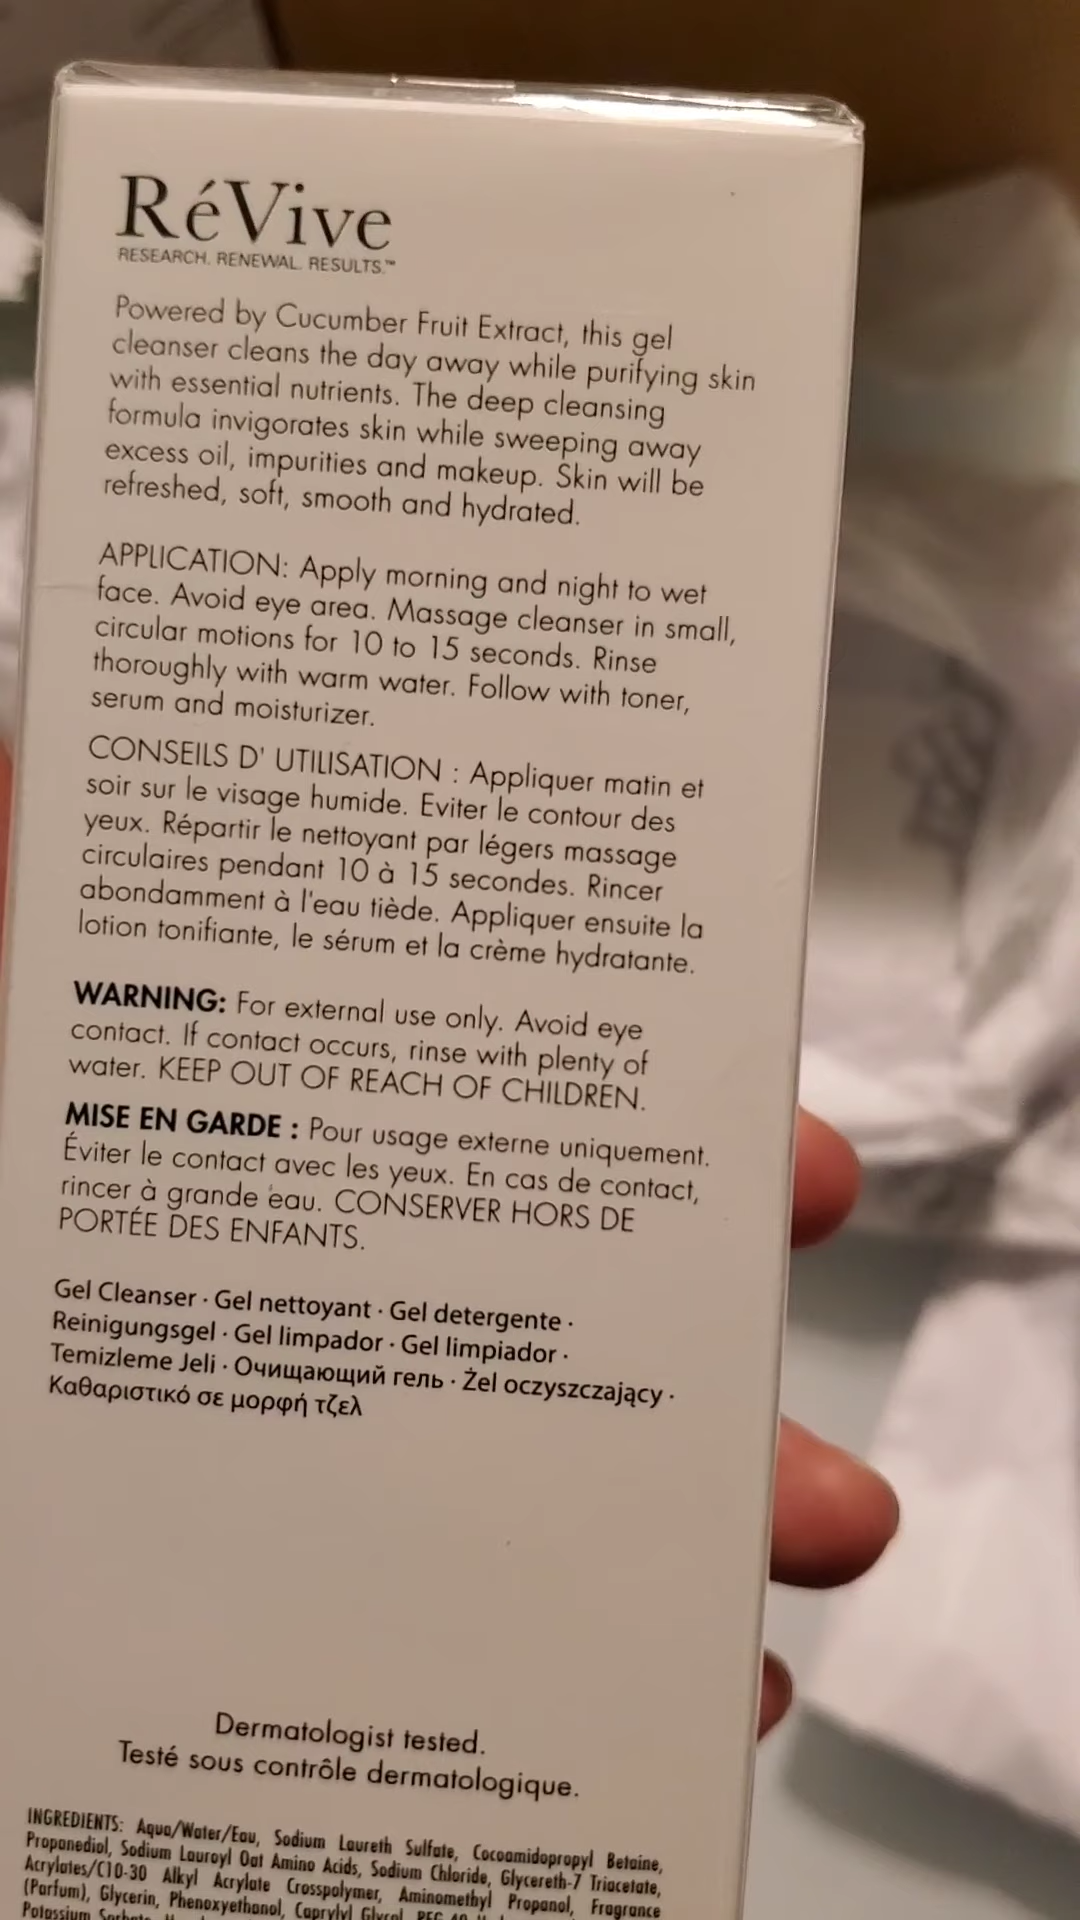 RéVive
RESEARCH. RENEWAL. RESULTS.™
Powered by Cucumber Fruit Extract, this gel
cleanser cleans the day away while purifying skin
with essential nutrients. The deep cleansing
formula invigorates skin while sweeping away
excess oil, impurities and makeup. Skin will be
refreshed, soft, smooth and hydrated.
APPLICATION: Apply morning and night to wet
face. Avoid eye area. Massage cleanser in small,
circular motions for 10 to 15 seconds. Rinse
thoroughly with warm water. Follow with toner,
serum and moisturizer.
CONSEILS D' UTILISATION : Appliquer matin et
soir sur le visage humide. Eviter le contour des
yeux. Répartir le nettoyant par légers massage
circulaires pendant 10 à 15 secondes. Rincer
abondamment à l'eau tiède. Appliquer ensuite la
lotion tonifiante, le sérum et la crème hydratante.
WARNING: For external use only. Avoid eye
contact. If contact occurs, rinse with plenty of
water. KEEP OUT OF REACH OF CHILDREN.
MISE EN GARDE : Pour usage externe uniquement.
Éviter le contact avec les yeux. En cas de contact,
rincer à grande eau. CONSERVER HORS DE
PORTÉE DES ENFANTS.
Gel Cleanser · Gel nettoyant · Gel detergente ·
Reinigungsgel · Gel limpador · Gel limpiador ·
Temizleme Jeli · Очищающий гель · Żel oczyszczający ·
Καθαριστικό σε μορφή τζελ
Dermatologist tested.
Testé sous contrôle dermatologique.
INGREDIENTS: Aqua/Water/Eau, Sodium Laureth Sulfate, Cocoamidopropyl Betaine,
Propanediol, Sodium Lauroyl Oat Amino Acids, Sodium Chloride, Glycereth-7 Triacetate,
Acrylates/C10-30 Alkyl Acrylate Crosspolymer, Aminomethyl Propanol, Fragrance
(Parfum), Glycerin, Phenoxyethanol, Caprylyl Glycol,
Potassium